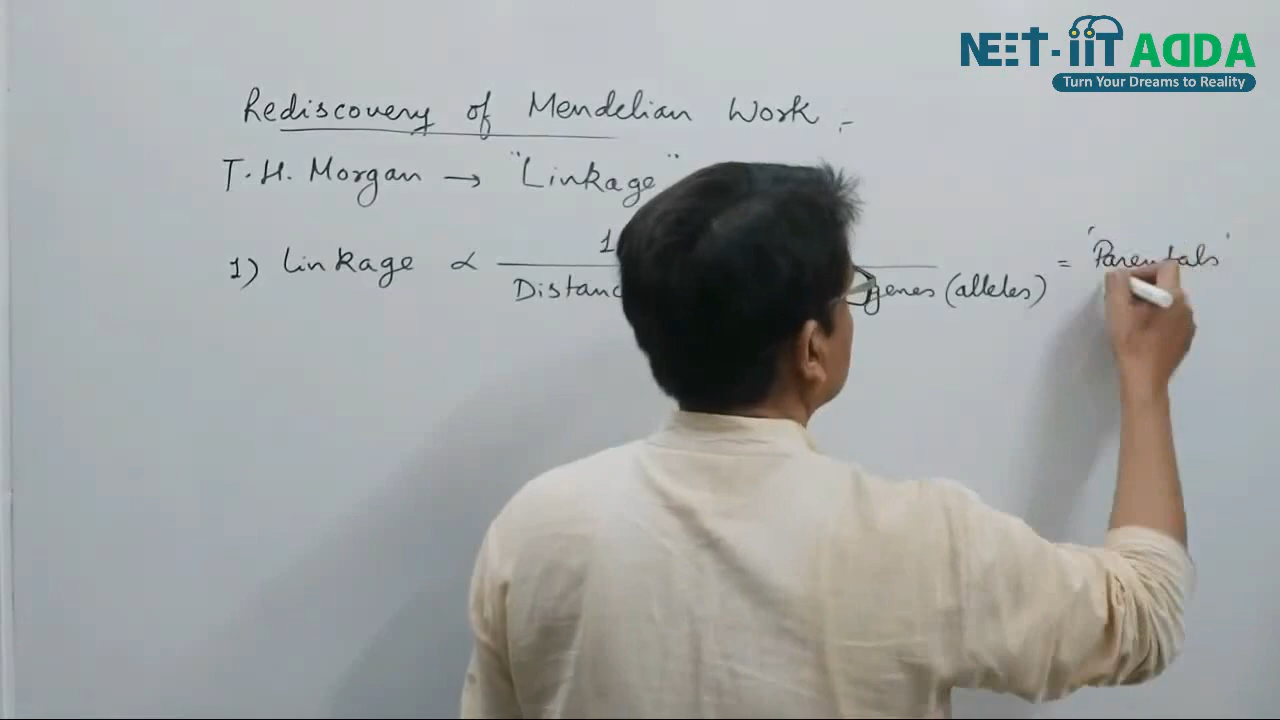 NEET-iiT ADDA
Turn Your Dreams to Reality
Rediscovery of Mendelian Work :-
T.H. Morgan → "Linkage"
1
1) Linkage ∝ genes (alleles) = 'Parentals'